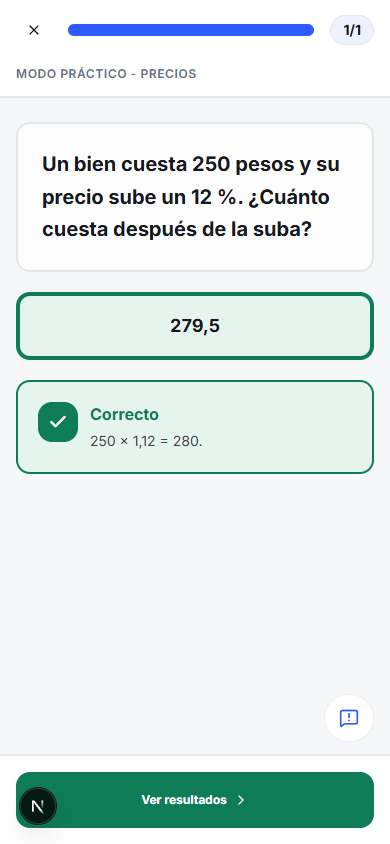 1/1
MODO PRÁCTICO - PRECIOS
Un bien cuesta 250 pesos y su
precio sube un 12 %. ¿Cuánto
cuesta después de la suba?
279,5
Correcto
250 × 1,12 = 280.
Ver resultados
N